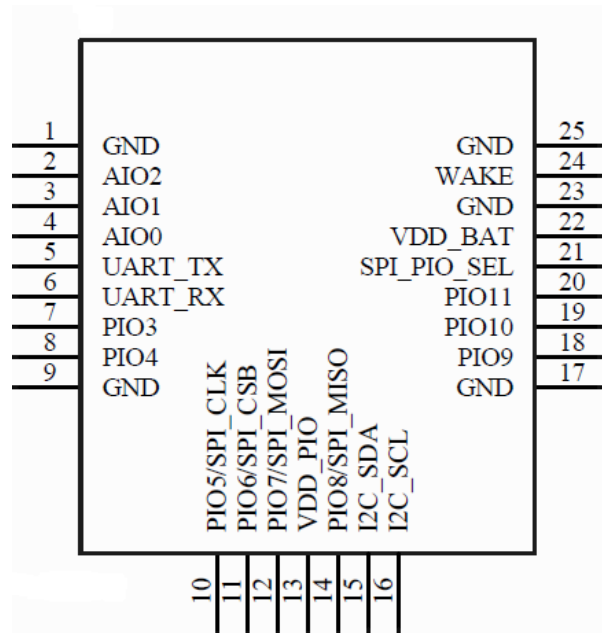 1 GND
2 AIO2
3 AIO1
4 AIO0
5 UART_TX
6 UART_RX
7 PIO3
8 PIO4
9 GND
10 PIO5/SPI_CLK
11 PIO6/SPI_CSB
12 PIO7/SPI_MOSI
13 VDD_PIO
14 PIO8/SPI_MISO
15 I2C_SDA
16 I2C_SCL
GND 25
WAKE 24
GND 23
VDD_BAT 22
SPI_PIO_SEL 21
PIO11 20
PIO10 19
PIO9 18
GND 17